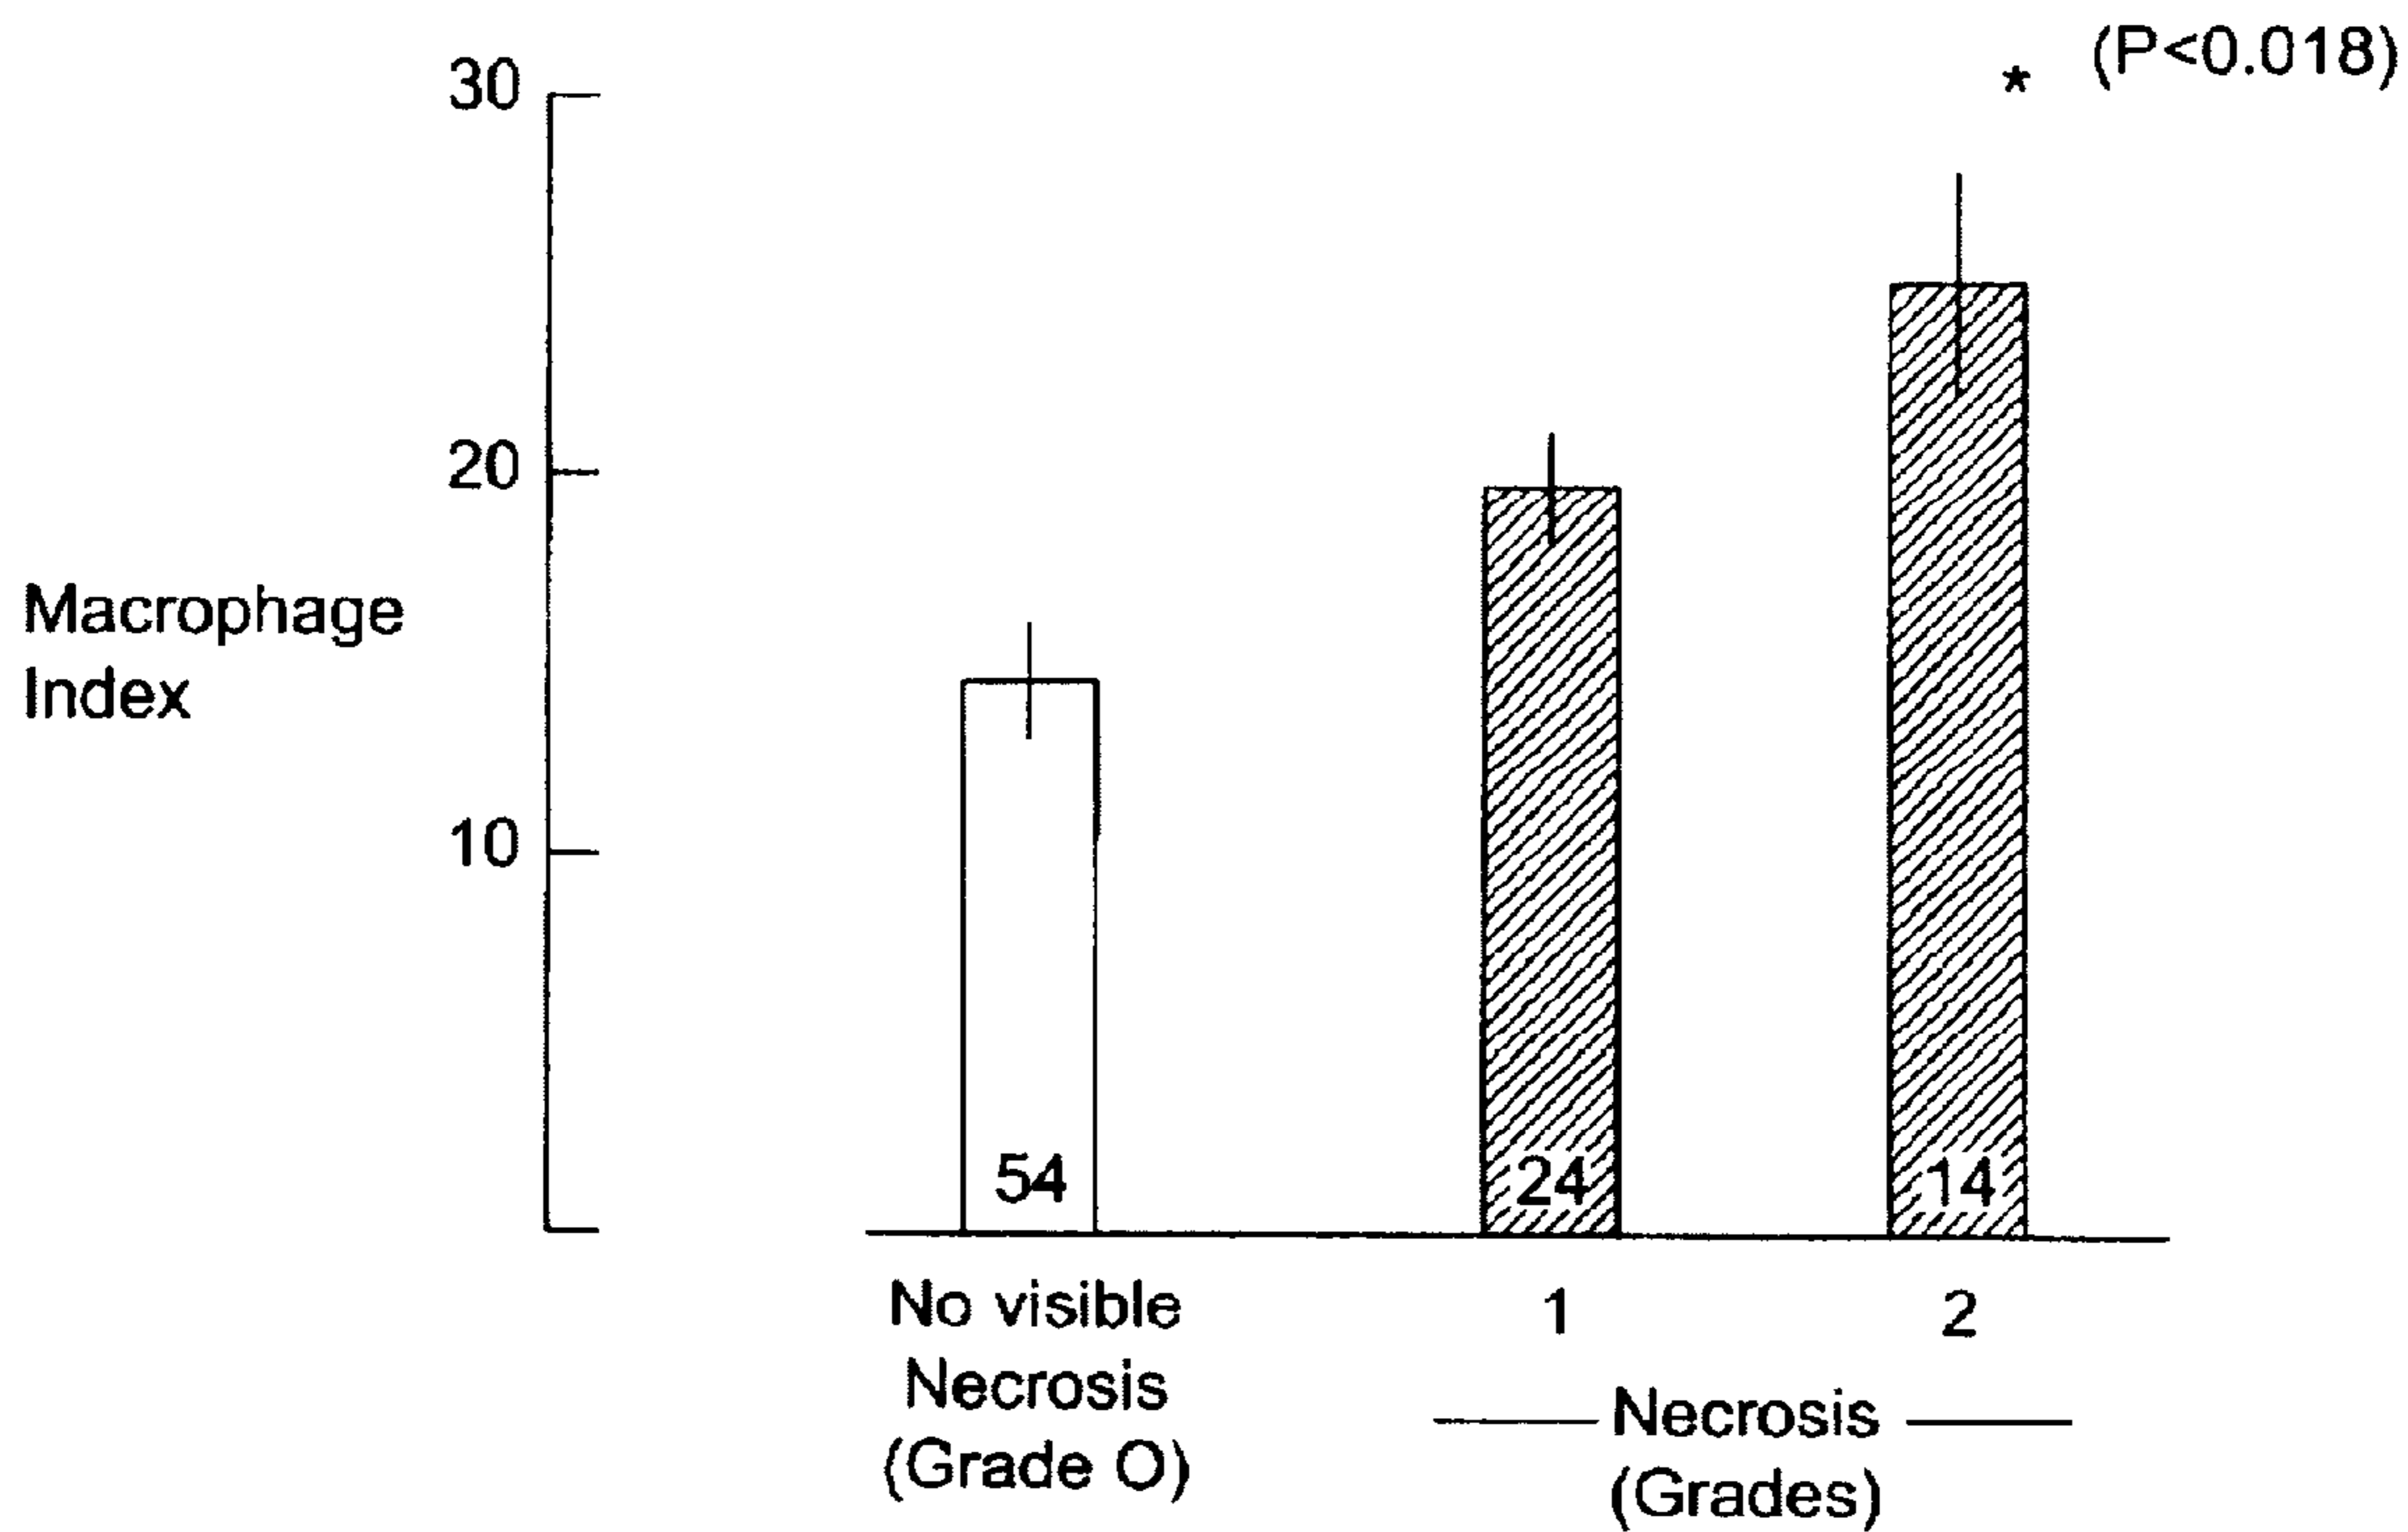 (P<0.018)
*
30
20
10
Macrophage
Index
54
24
14
No visible
Necrosis
(Grade O)
1
2
Necrosis
(Grades)